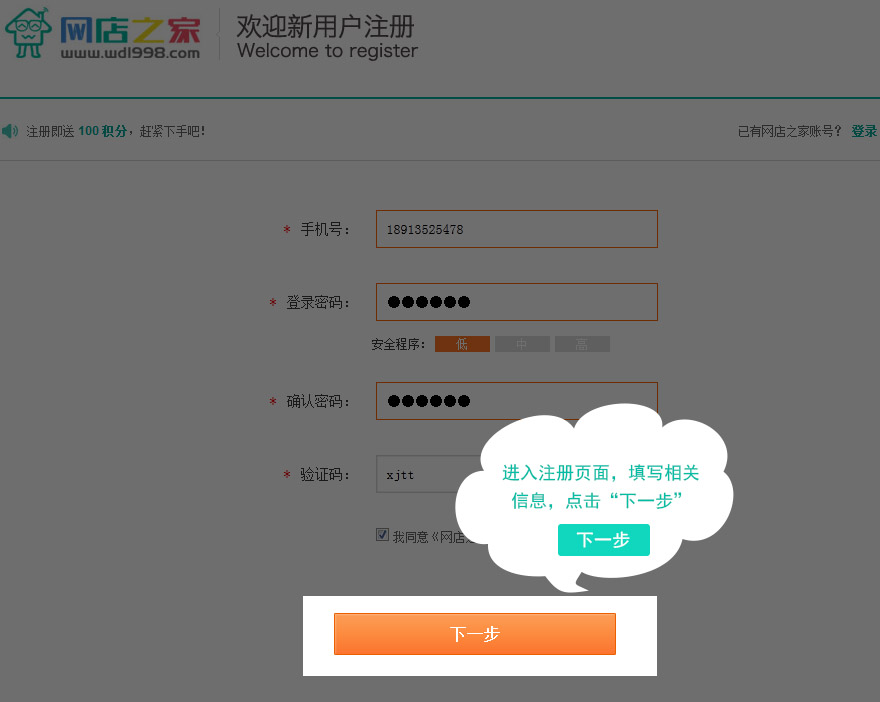 网店之家
www.wdl998.com
欢迎新用户注册
Welcome to register
注册即送 100 积分，赶紧下手吧！
已有网店之家账号？ 登录
* 手机号： 18913525478
* 登录密码： ●●●●●●
安全程序： 低 中 高
* 确认密码： ●●●●●●
* 验证码： xjtt
进入注册页面，填写相关
信息，点击“下一步”
我同意《网店
下一步
下一步